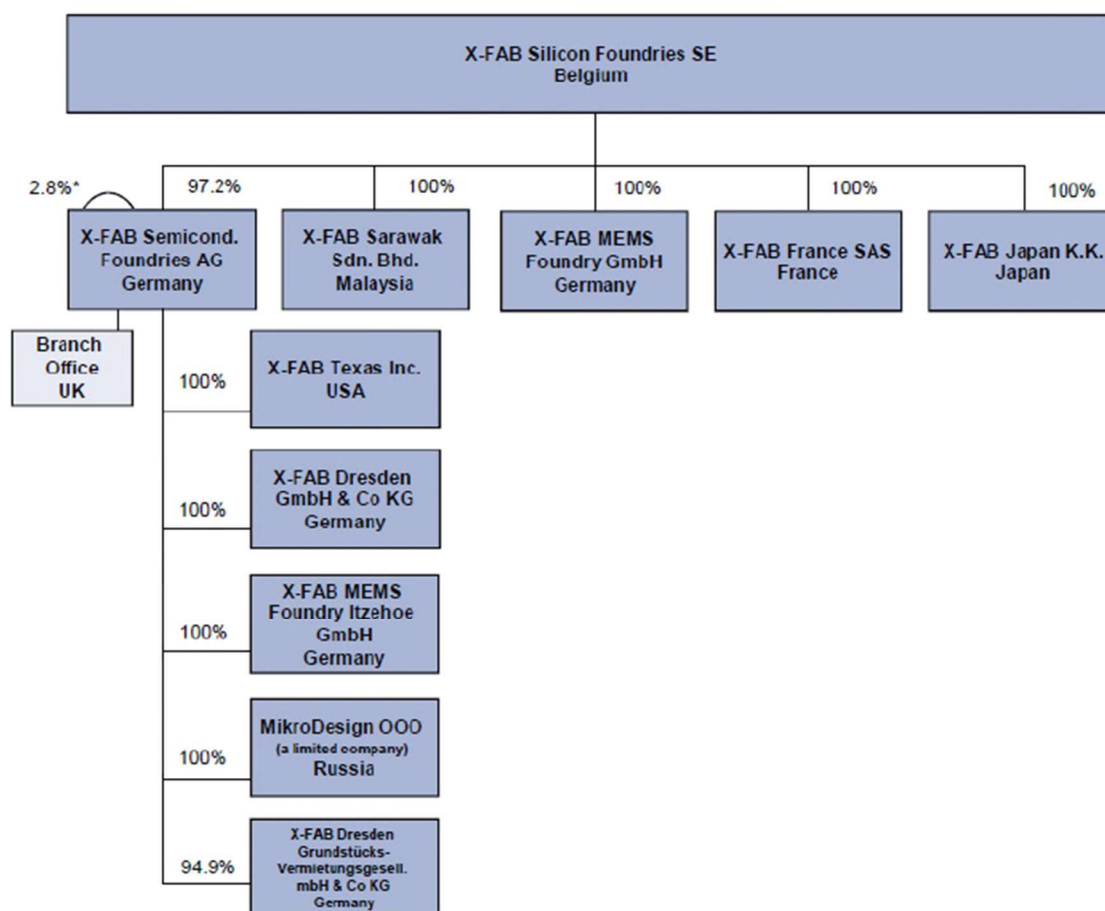 X-FAB Silicon Foundries SE
Belgium
2.8%*
97.2%
100%
100%
100%
100%
X-FAB Semicond.
Foundries AG
Germany
X-FAB Sarawak
Sdn. Bhd.
Malaysia
X-FAB MEMS
Foundry GmbH
Germany
X-FAB France SAS
France
X-FAB Japan K.K.
Japan
Branch
Office
UK
100%
X-FAB Texas Inc.
USA
100%
X-FAB Dresden
GmbH & Co KG
Germany
100%
X-FAB MEMS
Foundry Itzehoe
GmbH
Germany
100%
MikroDesign OOO
(a limited company)
Russia
94.9%
X-FAB Dresden
Grundstücks-
Vermietungsgesell.
mbH & Co KG
Germany